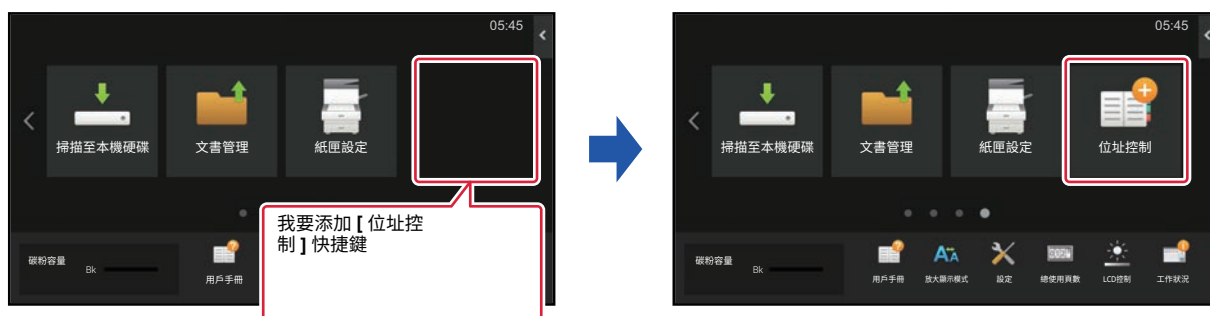 05:45
掃描至本機硬碟
文書管理
紙匣設定
我要添加 [ 位址控
制 ] 快捷鍵
碳粉容量
Bk
用戶手冊
05:45
掃描至本機硬碟
文書管理
紙匣設定
位址控制
碳粉容量
Bk
用戶手冊
放大顯示模式
設定
總使用頁數
LCD控制
工作狀況